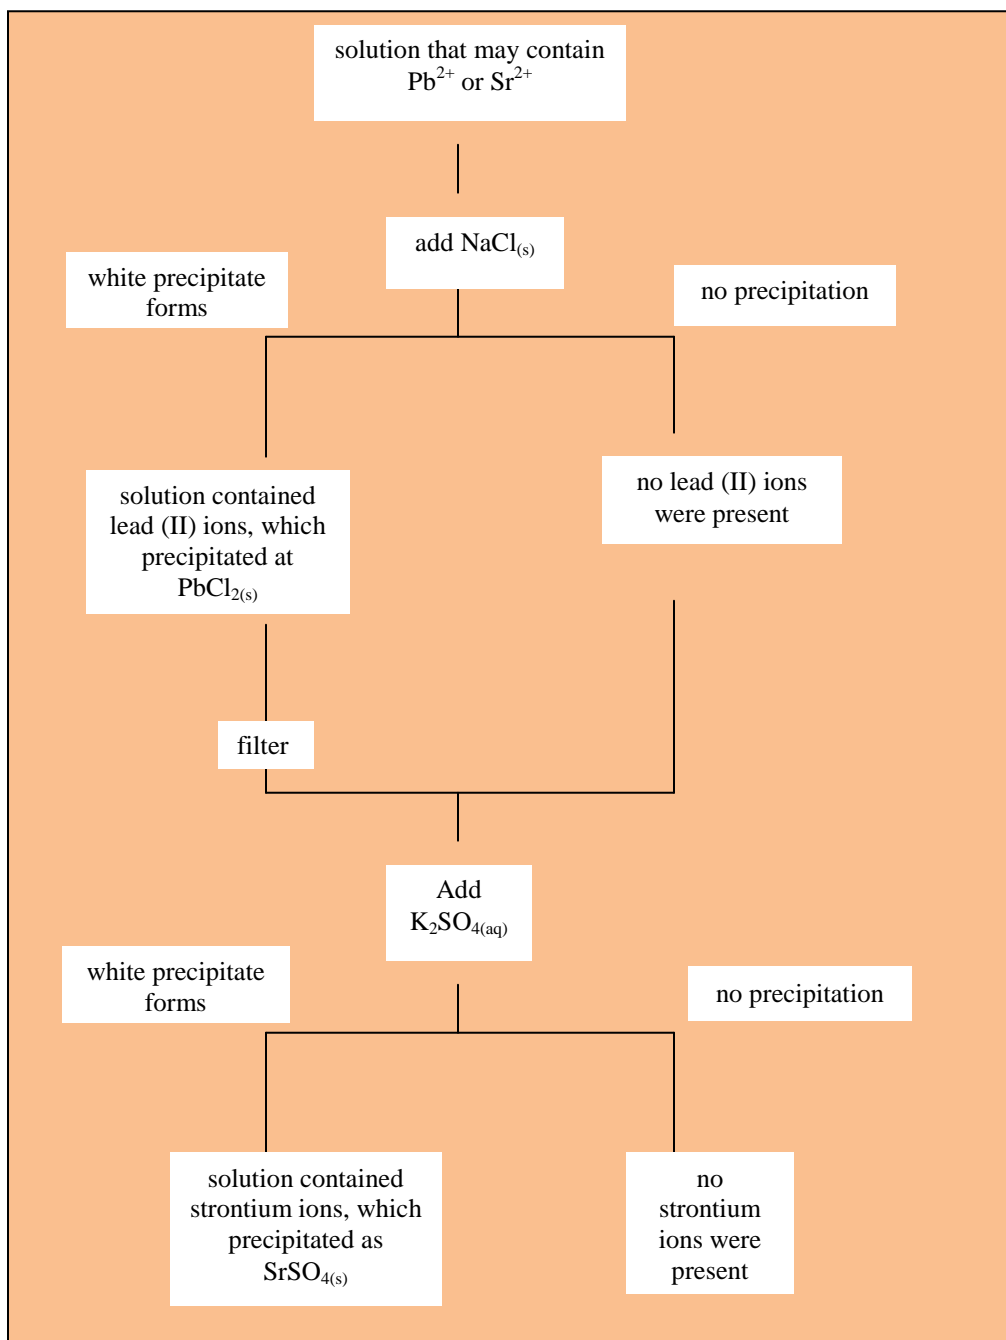 solution that may contain
Pb²⁺ or Sr²⁺
add NaCl₍ₛ₎
white precipitate
forms
no precipitation
solution contained
lead (II) ions, which
precipitated at
PbCl₂₍ₛ₎
no lead (II) ions
were present
filter
Add
K₂SO₄₍aq₎
white precipitate
forms
no precipitation
solution contained
strontium ions, which
precipitated as
SrSO₄₍ₛ₎
no
strontium
ions were
present